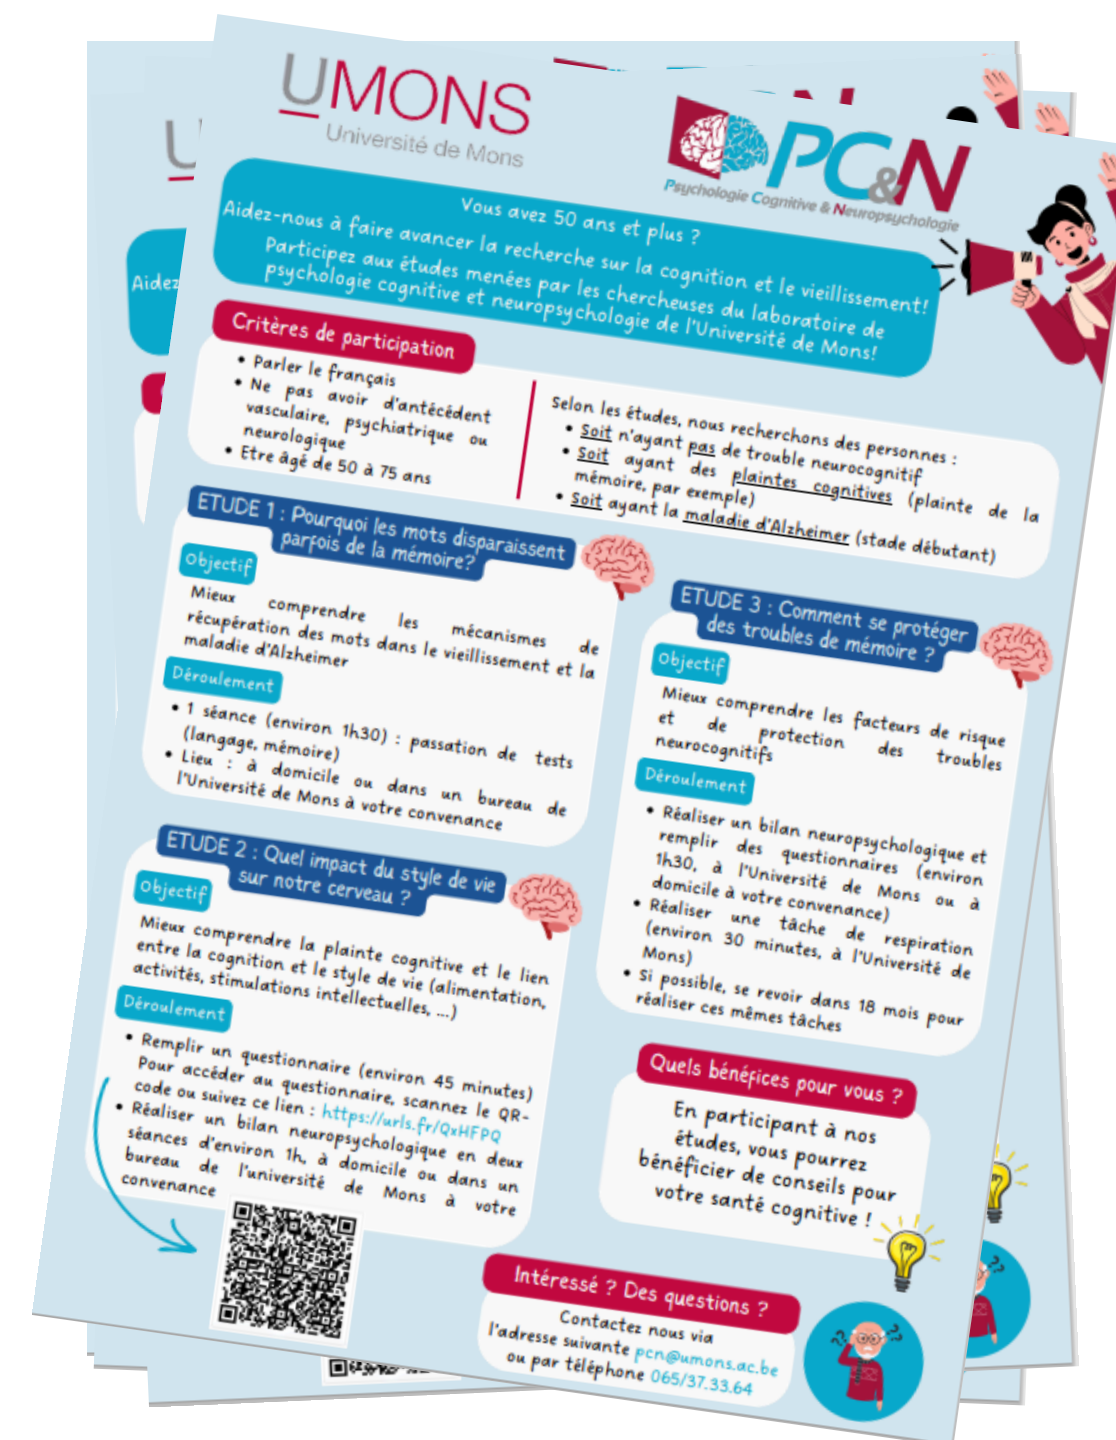 UMONS
Université de Mons
PC&N
Psychologie Cognitive & Neuropsychologie
Vous avez 50 ans et plus ?
Aidez-nous à faire avancer la recherche sur la cognition et le vieillissement!
Participez aux études menées par les chercheuses du laboratoire de
psychologie cognitive et neuropsychologie de l'Université de Mons!
Critères de participation
• Parler le français
• Ne pas avoir d'antécédent
vasculaire, psychiatrique ou
neurologique
• Etre âgé de 50 à 75 ans
Selon les études, nous recherchons des personnes :
• Soit n'ayant pas de trouble neurocognitif
• Soit ayant des plaintes cognitives (plainte de la
mémoire, par exemple)
• Soit ayant la maladie d'Alzheimer (stade débutant)
ETUDE 1 : Pourquoi les mots disparaissent
parfois de la mémoire?
Objectif
Mieux comprendre les mécanismes de
récupération des mots dans le vieillissement et la
maladie d'Alzheimer
Déroulement
• 1 séance (environ 1h30) : passation de tests
(langage, mémoire)
• Lieu : à domicile ou dans un bureau de
l'Université de Mons à votre convenance
ETUDE 2 : Quel impact du style de vie
sur notre cerveau ?
Objectif
Mieux comprendre la plainte cognitive et le lien
entre la cognition et le style de vie (alimentation,
activités, stimulations intellectuelles, ...)
Déroulement
• Remplir un questionnaire (environ 45 minutes)
Pour accéder au questionnaire, scannez le QR-
code ou suivez ce lien : https://urls.fr/QxHFPQ
• Réaliser un bilan neuropsychologique en deux
séances d'environ 1h, à domicile ou dans un
bureau de l'université de Mons à votre
convenance
ETUDE 3 : Comment se protéger
des troubles de mémoire ?
Objectif
Mieux comprendre les facteurs de risque
et de protection des troubles
neurocognitifs
Déroulement
• Réaliser un bilan neuropsychologique et
remplir des questionnaires (environ
1h30, à l'Université de Mons ou à
domicile à votre convenance)
• Réaliser une tâche de respiration
(environ 30 minutes, à l'Université de
Mons)
• Si possible, se revoir dans 18 mois pour
réaliser ces mêmes tâches
Quels bénéfices pour vous ?
En participant à nos
études, vous pourrez
bénéficier de conseils pour
votre santé cognitive !
Intéressé ? Des questions ?
Contactez nous via
l'adresse suivante pcn@umons.ac.be
ou par téléphone 065/37.33.64
??
??
U
Aidez
??